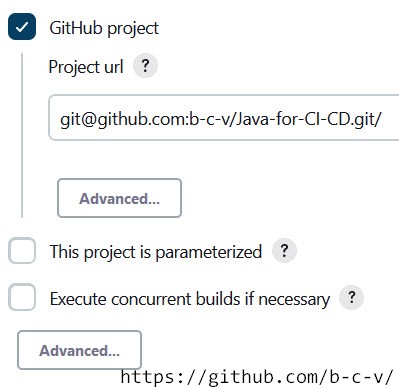 GitHub project
Project url ?
git@github.com:b-c-v/Java-for-CI-CD.git/
Advanced...
This project is parameterized ?
Execute concurrent builds if necessary ?
Advanced...
https://github.com/b-c-v/